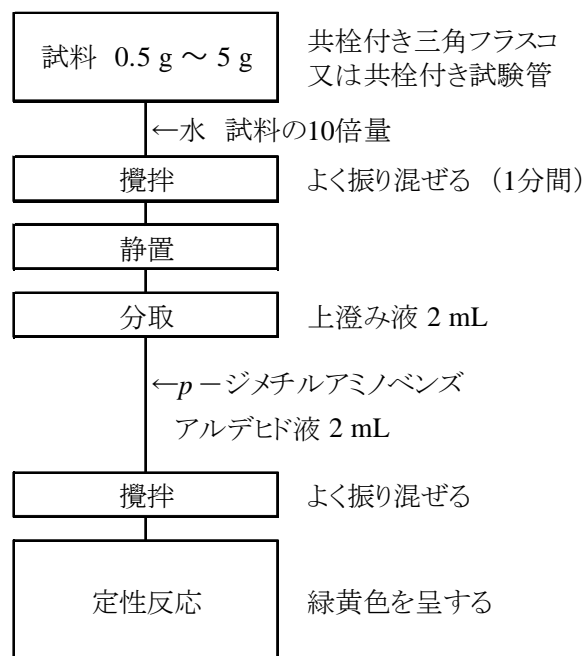 試料 0.5 g ～ 5 g
共栓付き三角フラスコ
又は共栓付き試験管
←水 試料の10倍量
攪拌
よく振り混ぜる (1分間)
静置
分取
上澄み液 2 mL
←p－ジメチルアミノベンズ
アルデヒド液 2 mL
攪拌
よく振り混ぜる
定性反応
緑黄色を呈する